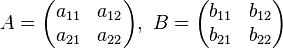 A = \begin{pmatrix} a_{11} & a_{12} \\ a_{21} & a_{22} \end{pmatrix}, \ B = \begin{pmatrix} b_{11} & b_{12} \\ b_{21} & b_{22} \end{pmatrix}